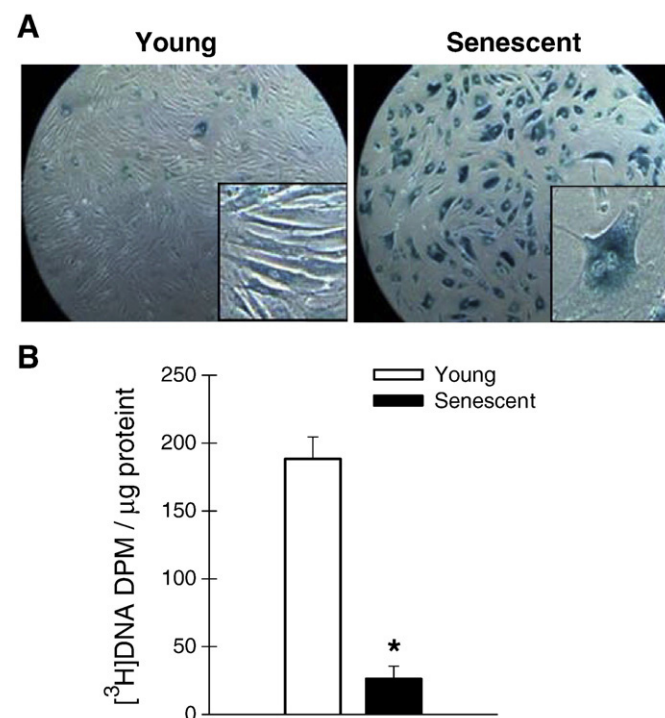 A
Young
Senescent
B
[³H]DNA DPM / µg proteint
250
200
150
100
50
0
Young
Senescent
*